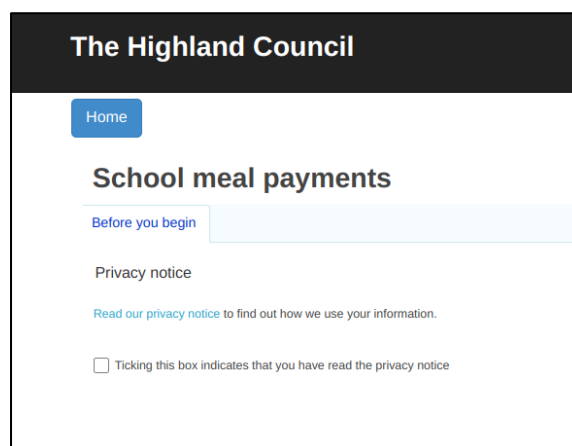 The Highland Council
Home
School meal payments
Before you begin
Privacy notice
Read our privacy notice to find out how we use your information.
Ticking this box indicates that you have read the privacy notice